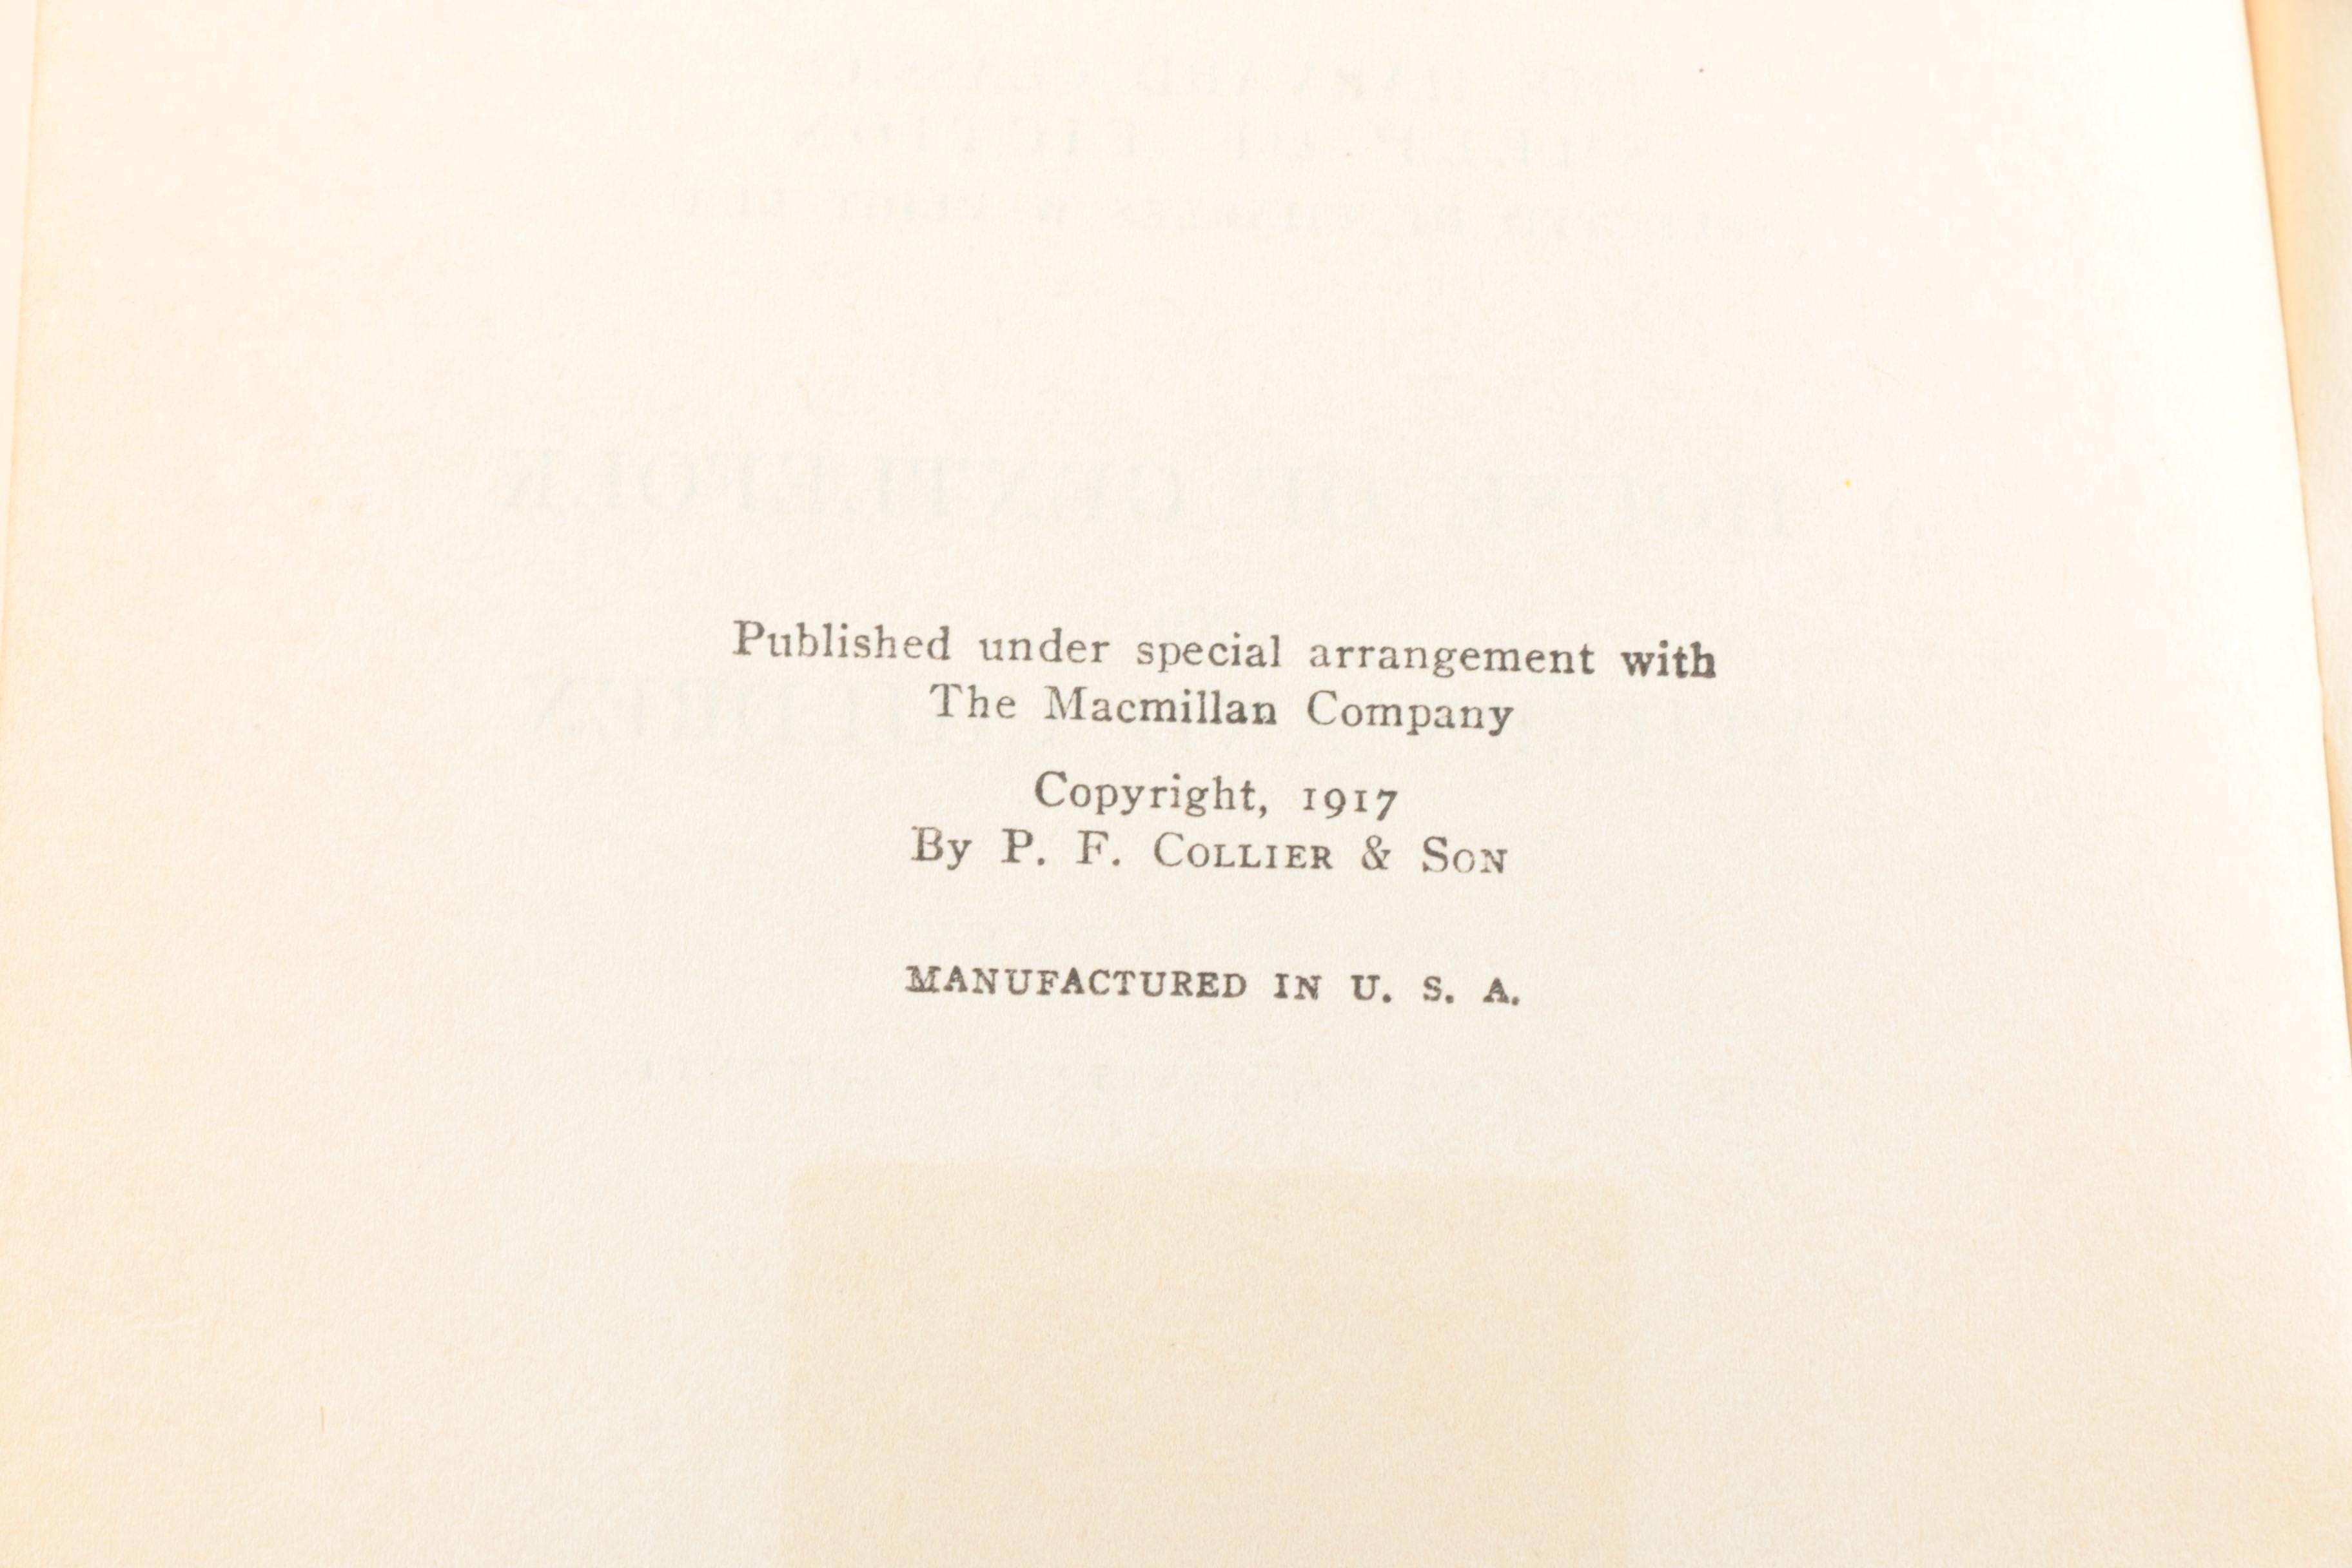 Published under special arrangement with
The Macmillan Company
Copyright, 1917
By P. F. COLLIER & SON
MANUFACTURED IN U. S. A.